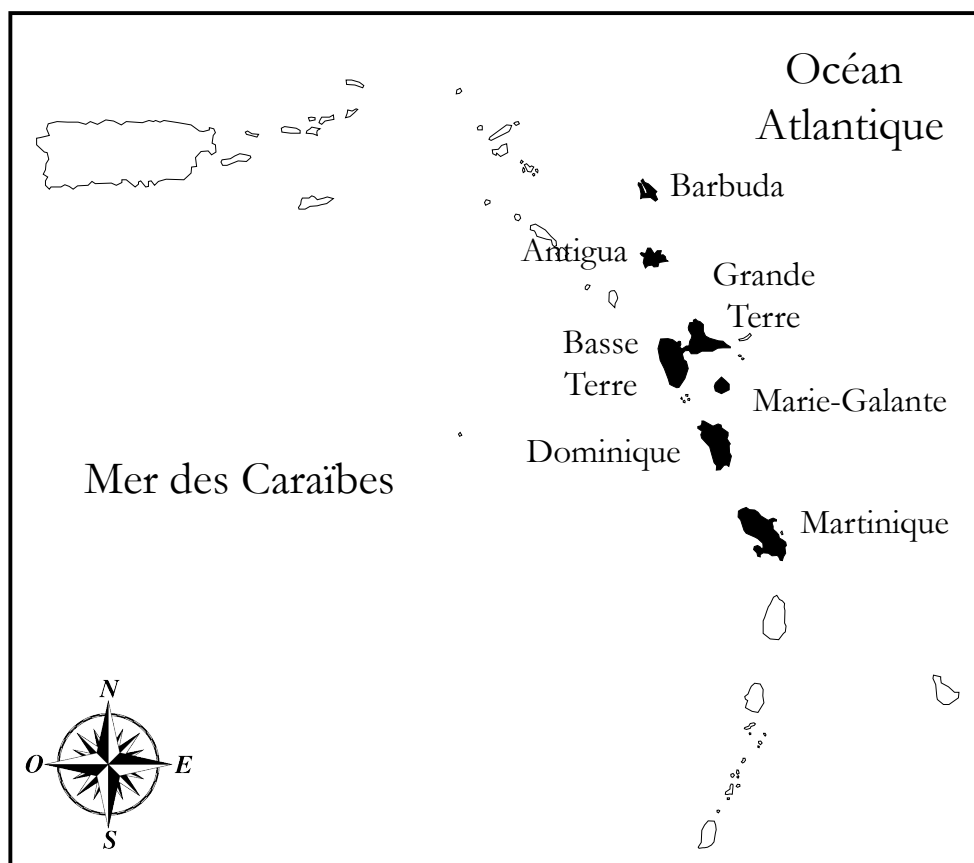 Océan
Atlantique
Barbuda
Antigua
Grande
Terre
Basse
Terre
Marie-Galante
Dominique
Mer des Caraïbes
Martinique
N
O
E
S